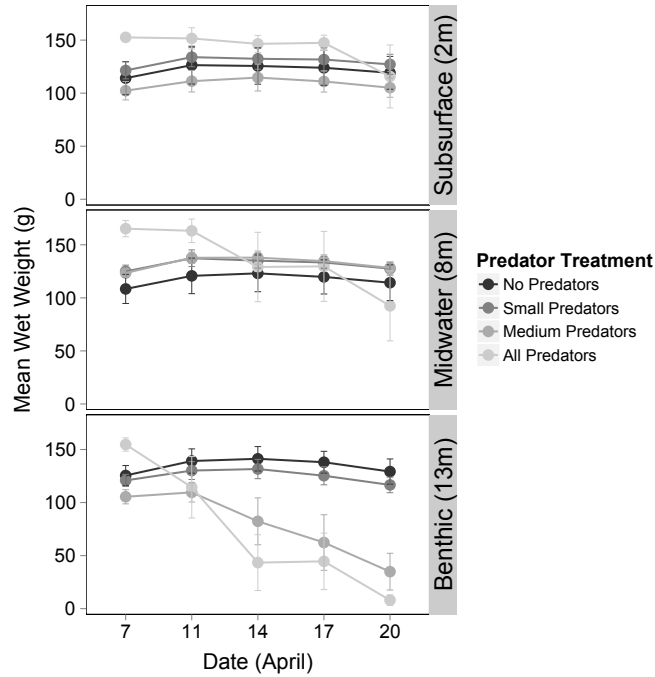 Mean Wet Weight (g)
150
100
50
0
Subsurface (2m)
150
100
50
0
Midwater (8m)
150
100
50
0
Benthic (13m)
7
11
14
17
20
Date (April)
Predator Treatment
No Predators
Small Predators
Medium Predators
All Predators